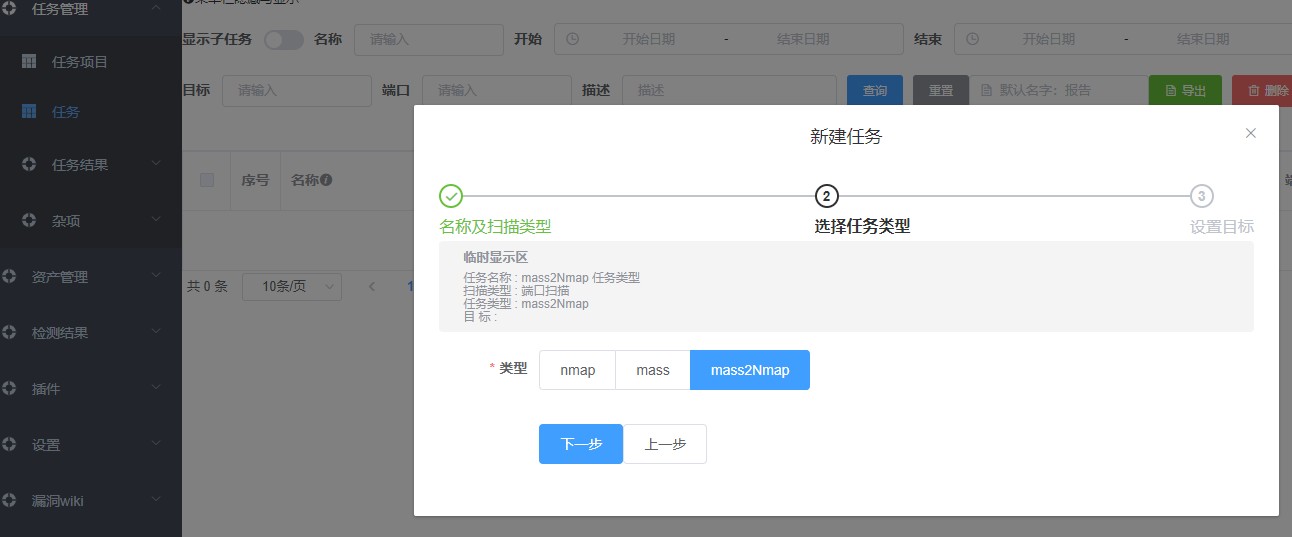 任务管理
任务项目
任务
任务结果
杂项
资产管理
检测结果
插件
设置
漏洞wiki
显示子任务 名称 请输入 开始 开始日期 - 结束日期 结束 开始日期 - 结束日期
目标 请输入 端口 请输入 描述 描述 查询 重置 默认名字：报告 导出 删除
序号 名称
共 0 条 10条/页 1
新建任务
2 3
名称及扫描类型 选择任务类型 设置目标
临时显示区
任务名称 : mass2Nmap 任务类型
扫描类型 : 端口扫描
任务类型 : mass2Nmap
目 标 :
* 类型 nmap mass mass2Nmap
下一步 上一步